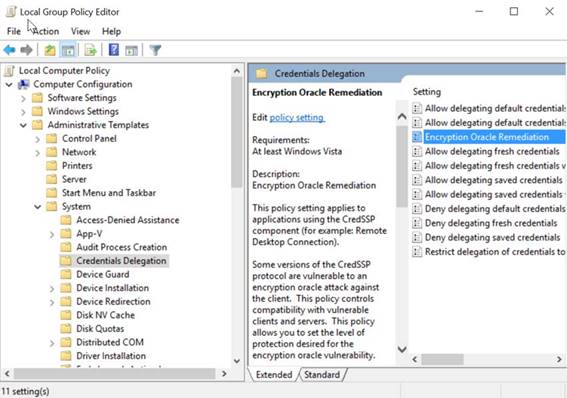 Local Group Policy Editor
File Action View Help
Local Computer Policy
Computer Configuration
Software Settings
Windows Settings
Administrative Templates
Control Panel
Network
Printers
Server
Start Menu and Taskbar
System
Access-Denied Assistance
App-V
Audit Process Creation
Credentials Delegation
Device Guard
Device Installation
Device Redirection
Disk NV Cache
Disk Quotas
Distributed COM
Driver Installation
Credentials Delegation
Encryption Oracle Remediation
Edit policy setting
Requirements:
At least Windows Vista
Description:
Encryption Oracle Remediation
This policy setting applies to
applications using the CredSSP
component (for example: Remote
Desktop Connection).
Some versions of the CredSSP
protocol are vulnerable to an
encryption oracle attack against
the client. This policy controls
compatibility with vulnerable
clients and servers. This policy
allows you to set the level of
protection desired for the
encryption oracle vulnerability.
Setting
Allow delegating default credentials
Allow delegating default credentials
Encryption Oracle Remediation
Allow delegating fresh credentials
Allow delegating fresh credentials v
Allow delegating saved credentials
Allow delegating saved credentials
Deny delegating default credentials
Deny delegating fresh credentials
Deny delegating saved credentials
Restrict delegation of credentials to
Extended Standard
11 setting(s)